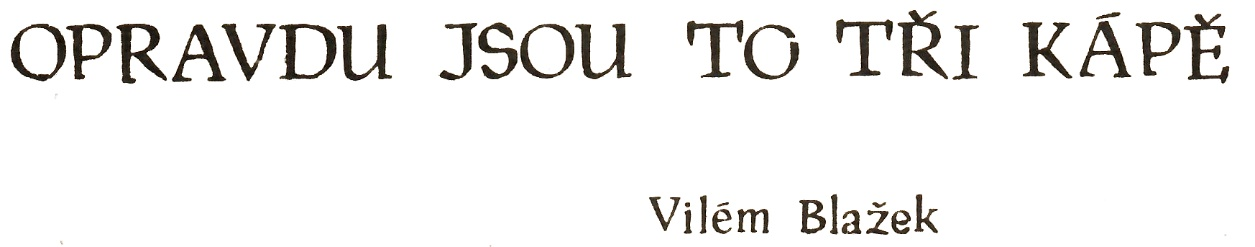 OPRAVDU JSOU TO TŘI KÁPĚ
Vilém Blažek